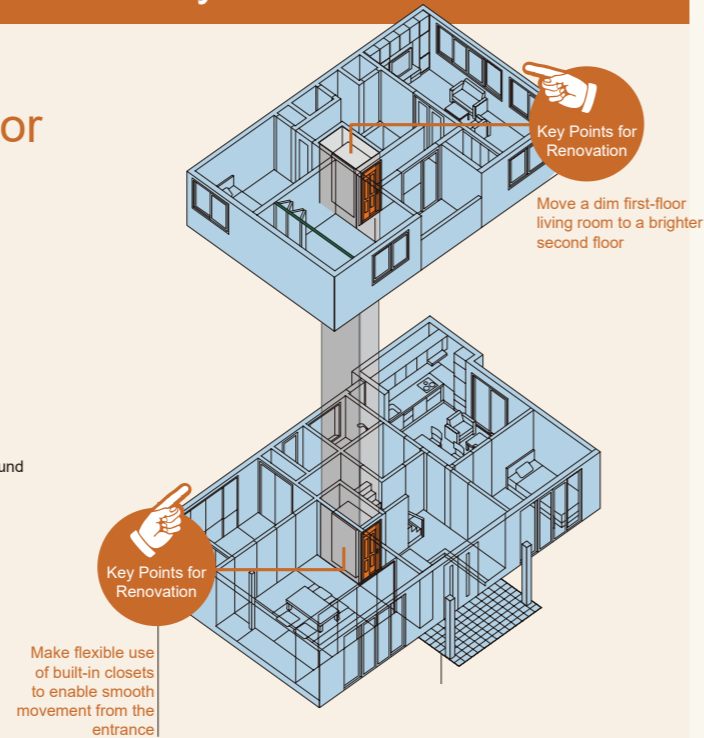 or
Key Points for
Renovation
Move a dim first-floor
living room to a brighter
second floor
und
Key Points for
Renovation
Make flexible use
of built-in closets
to enable smooth
movement from the
entrance